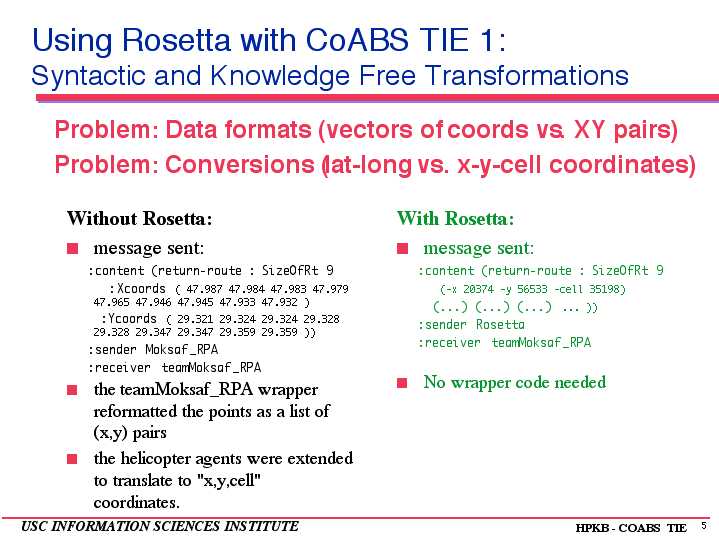 Using Rosetta with CoABS TIE 1:
Syntactic and Knowledge Free Transformations
Problem: Data formats (vectors of coords vs. XY pairs)
Problem: Conversions (lat-long vs. x-y-cell coordinates)
Without Rosetta:
message sent:
:content (return-route : SizeOfRt 9
:Xcoords ( 47.987 47.984 47.983 47.979
47.965 47.946 47.945 47.933 47.932 )
:Ycoords ( 29.321 29.324 29.324 29.328
29.328 29.347 29.347 29.359 29.359 ))
:sender Moksaf_RPA
:receiver teamMoksaf_RPA
the teamMoksaf_RPA wrapper
reformatted the points as a list of
(x,y) pairs
the helicopter agents were extended
to translate to "x,y,cell"
coordinates.
With Rosetta:
message sent:
:content (return-route : SizeOfRt 9
(-x 20374 -y 56533 -cell 35198)
(...) (...) (...) ... ))
:sender Rosetta
:receiver teamMoksaf_RPA
No wrapper code needed
USC INFORMATION SCIENCES INSTITUTE
HPKB - COABS TIE 5